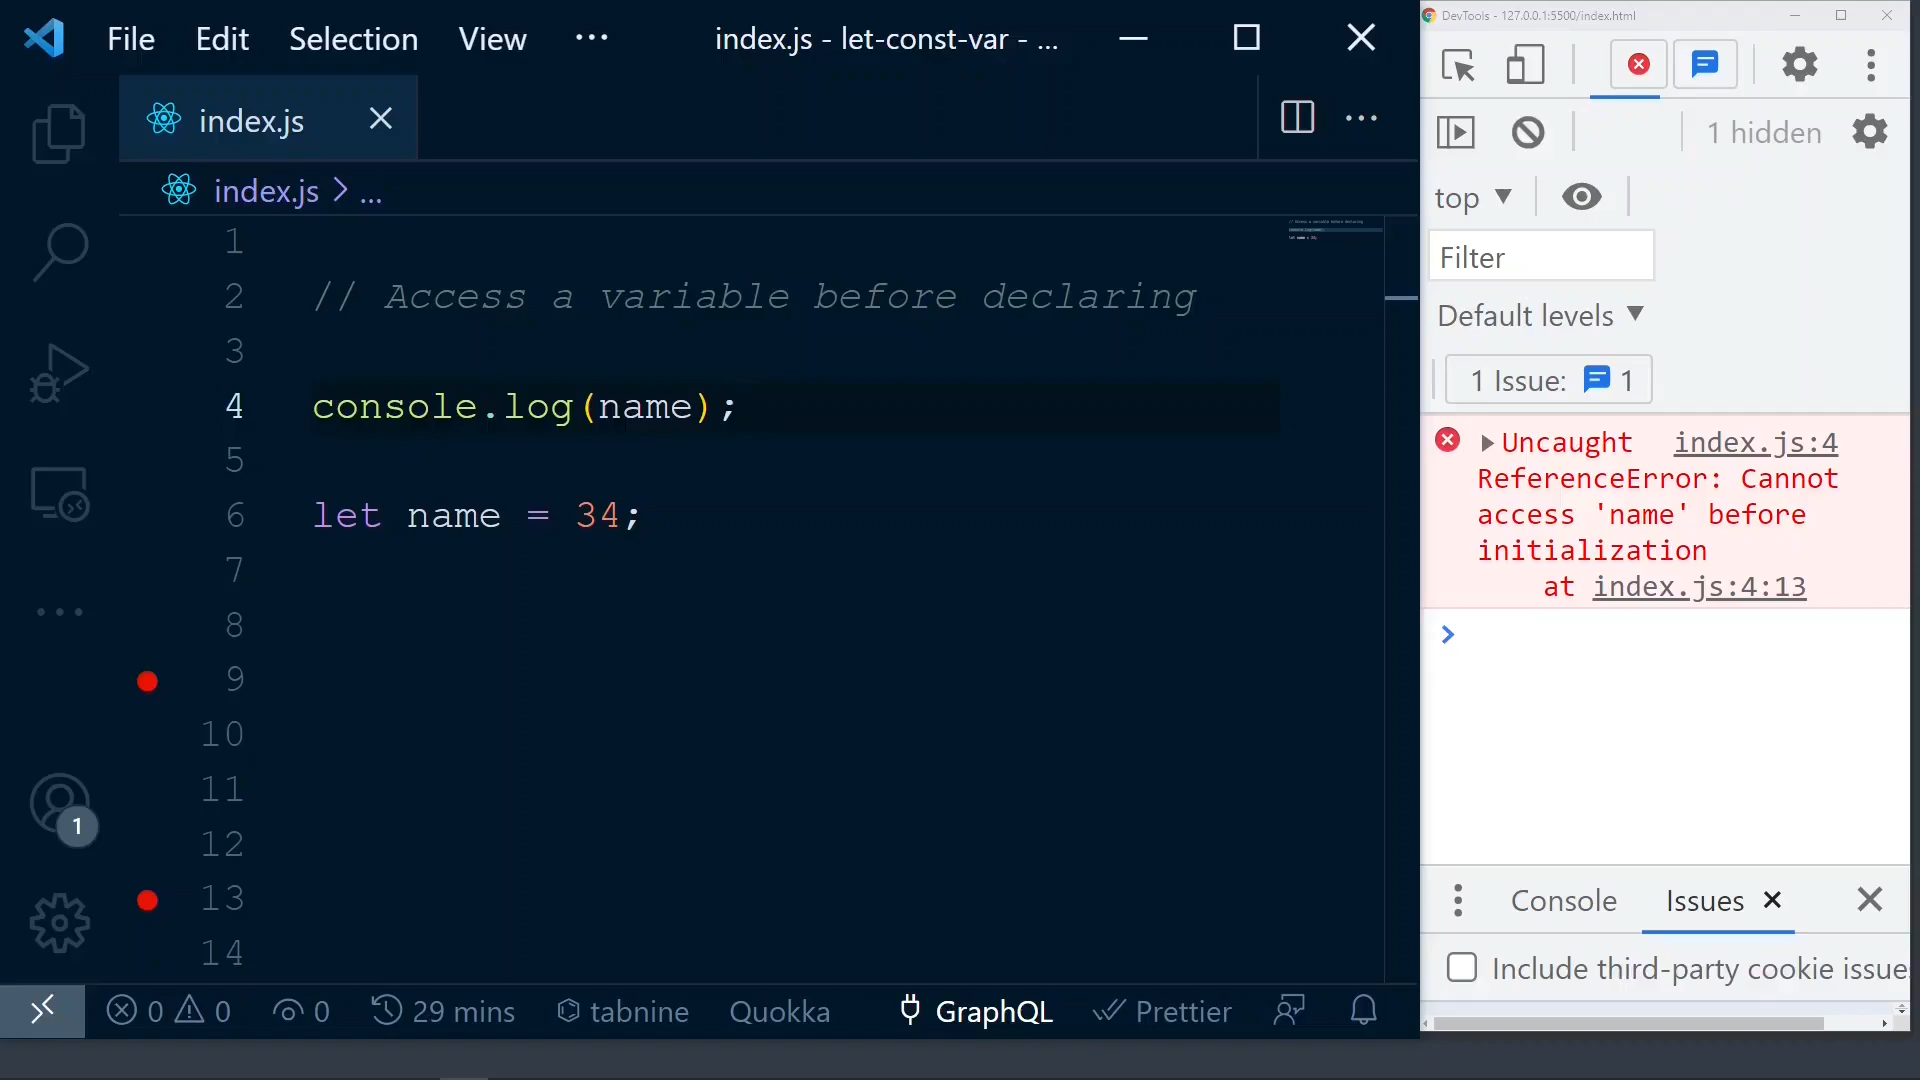 File Edit Selection View ··· index.js - let-const-var - ...
index.js
index.js > ...
1
2 // Access a variable before declaring
3
4 console.log(name);
5
6 let name = 34;
7
8
9
10
11
12
13
14
1
0 0 0 29 mins tabnine Quokka GraphQL Prettier
DevTools - 127.0.0.1:5500/index.html
1 hidden
top
Filter
Default levels
1 Issue: 1
Uncaught index.js:4
ReferenceError: Cannot
access 'name' before
initialization
at index.js:4:13
Console Issues
Include third-party cookie issue